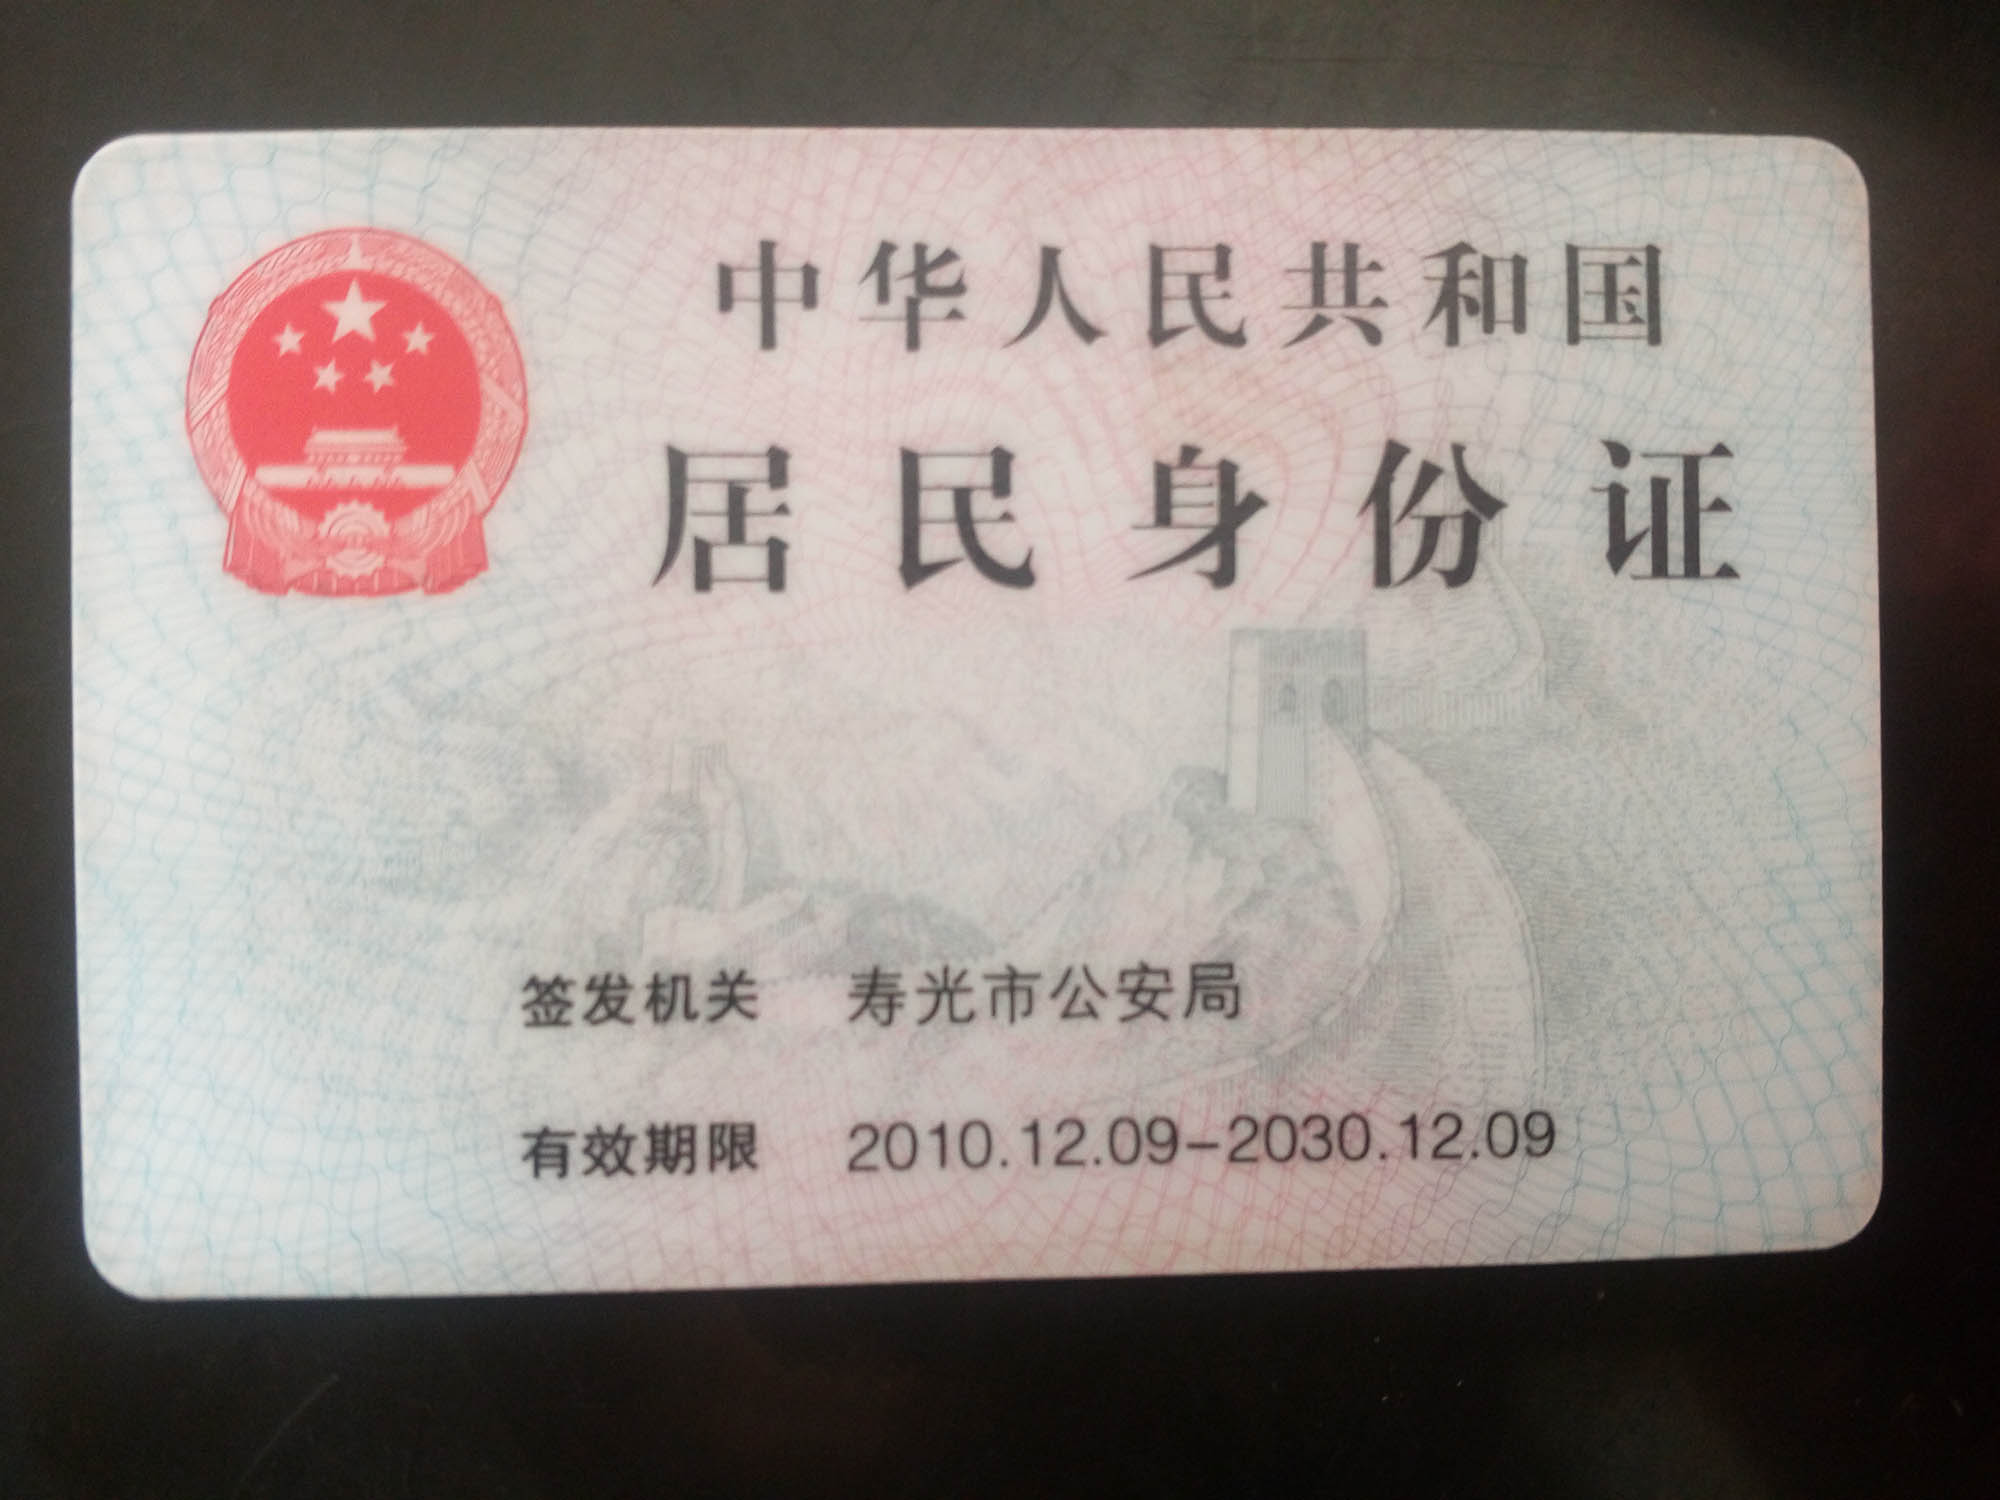 中华人民共和国
居民身份证
签发机关 寿光市公安局
有效期限 2010.12.09-2030.12.09